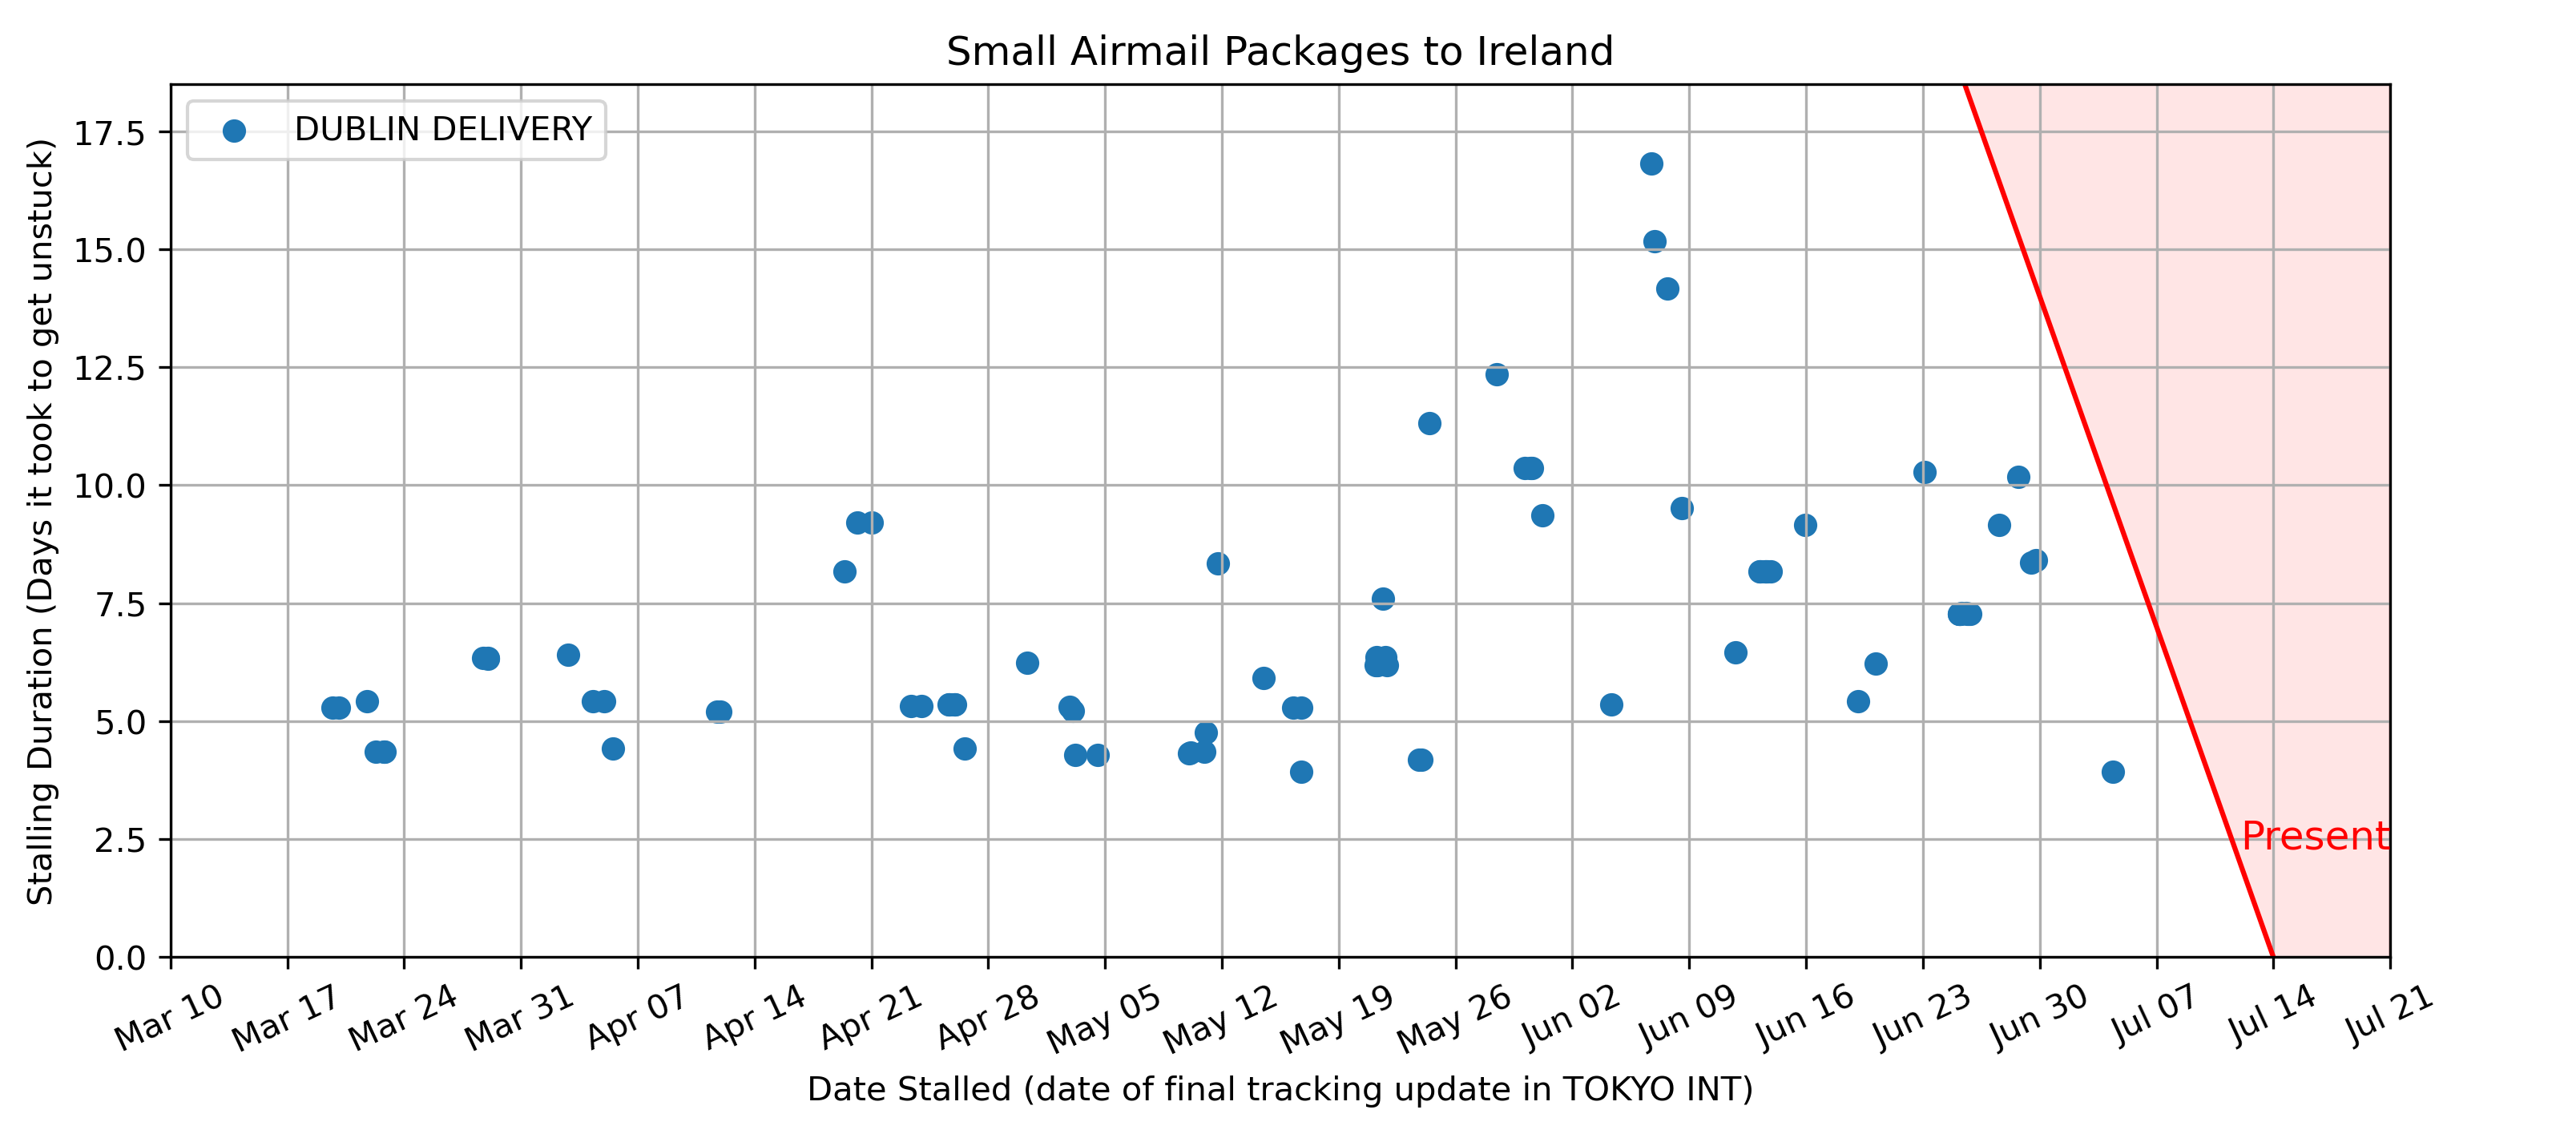 Small Airmail Packages to Ireland
DUBLIN DELIVERY
17.5
15.0
12.5
10.0
7.5
5.0
2.5
0.0
Stalling Duration (Days it took to get unstuck)
Present
Mar 10
Mar 17
Mar 24
Mar 31
Apr 07
Apr 14
Apr 21
Apr 28
May 05
May 12
May 19
May 26
Jun 02
Jun 09
Jun 16
Jun 23
Jun 30
Jul 07
Jul 14
Jul 21
Date Stalled (date of final tracking update in TOKYO INT)